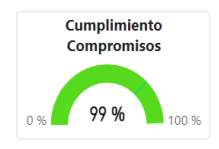 Cumplimiento
Compromisos
99 %
0 %
100 %